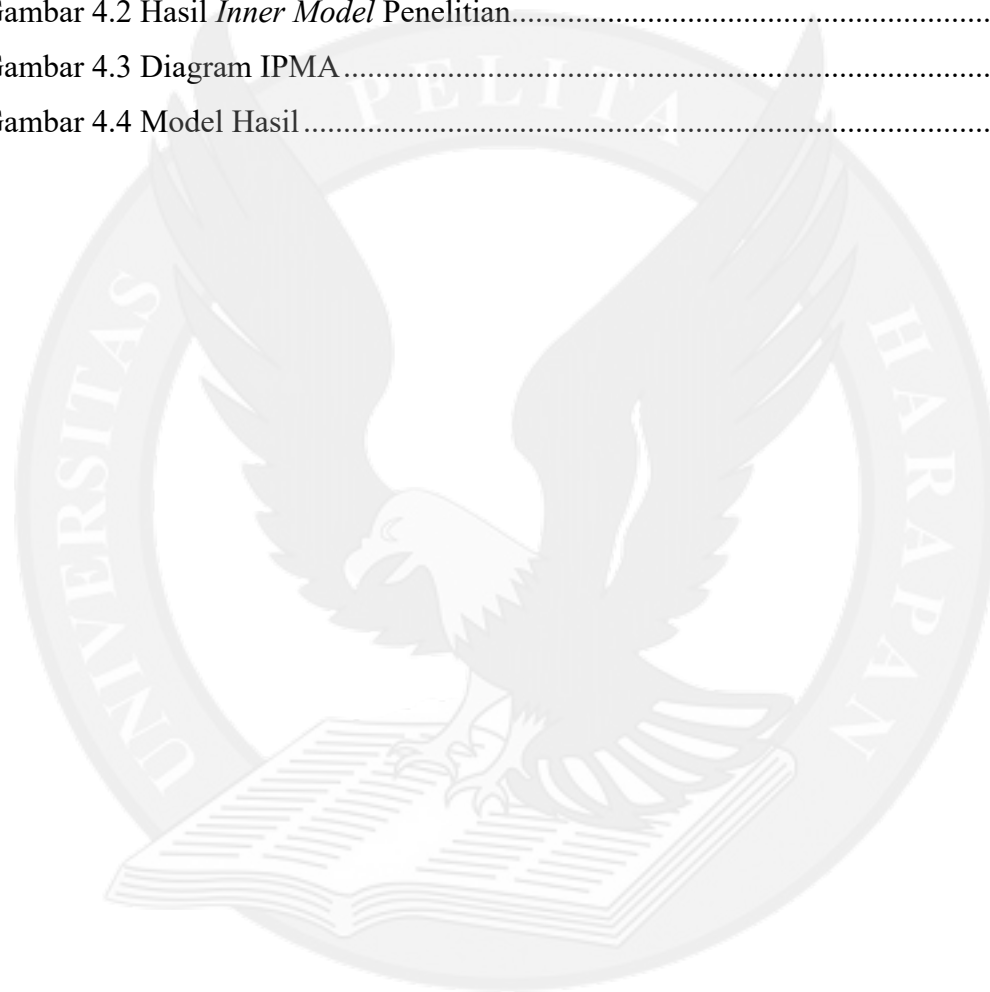 Gambar 4.2 Hasil Inner Model Penelitian..........................................................
Gambar 4.3 Diagram IPMA.................................................................................
Gambar 4.4 Model Hasil......................................................................................
UNIVERSITAS PELITA HARAPAN